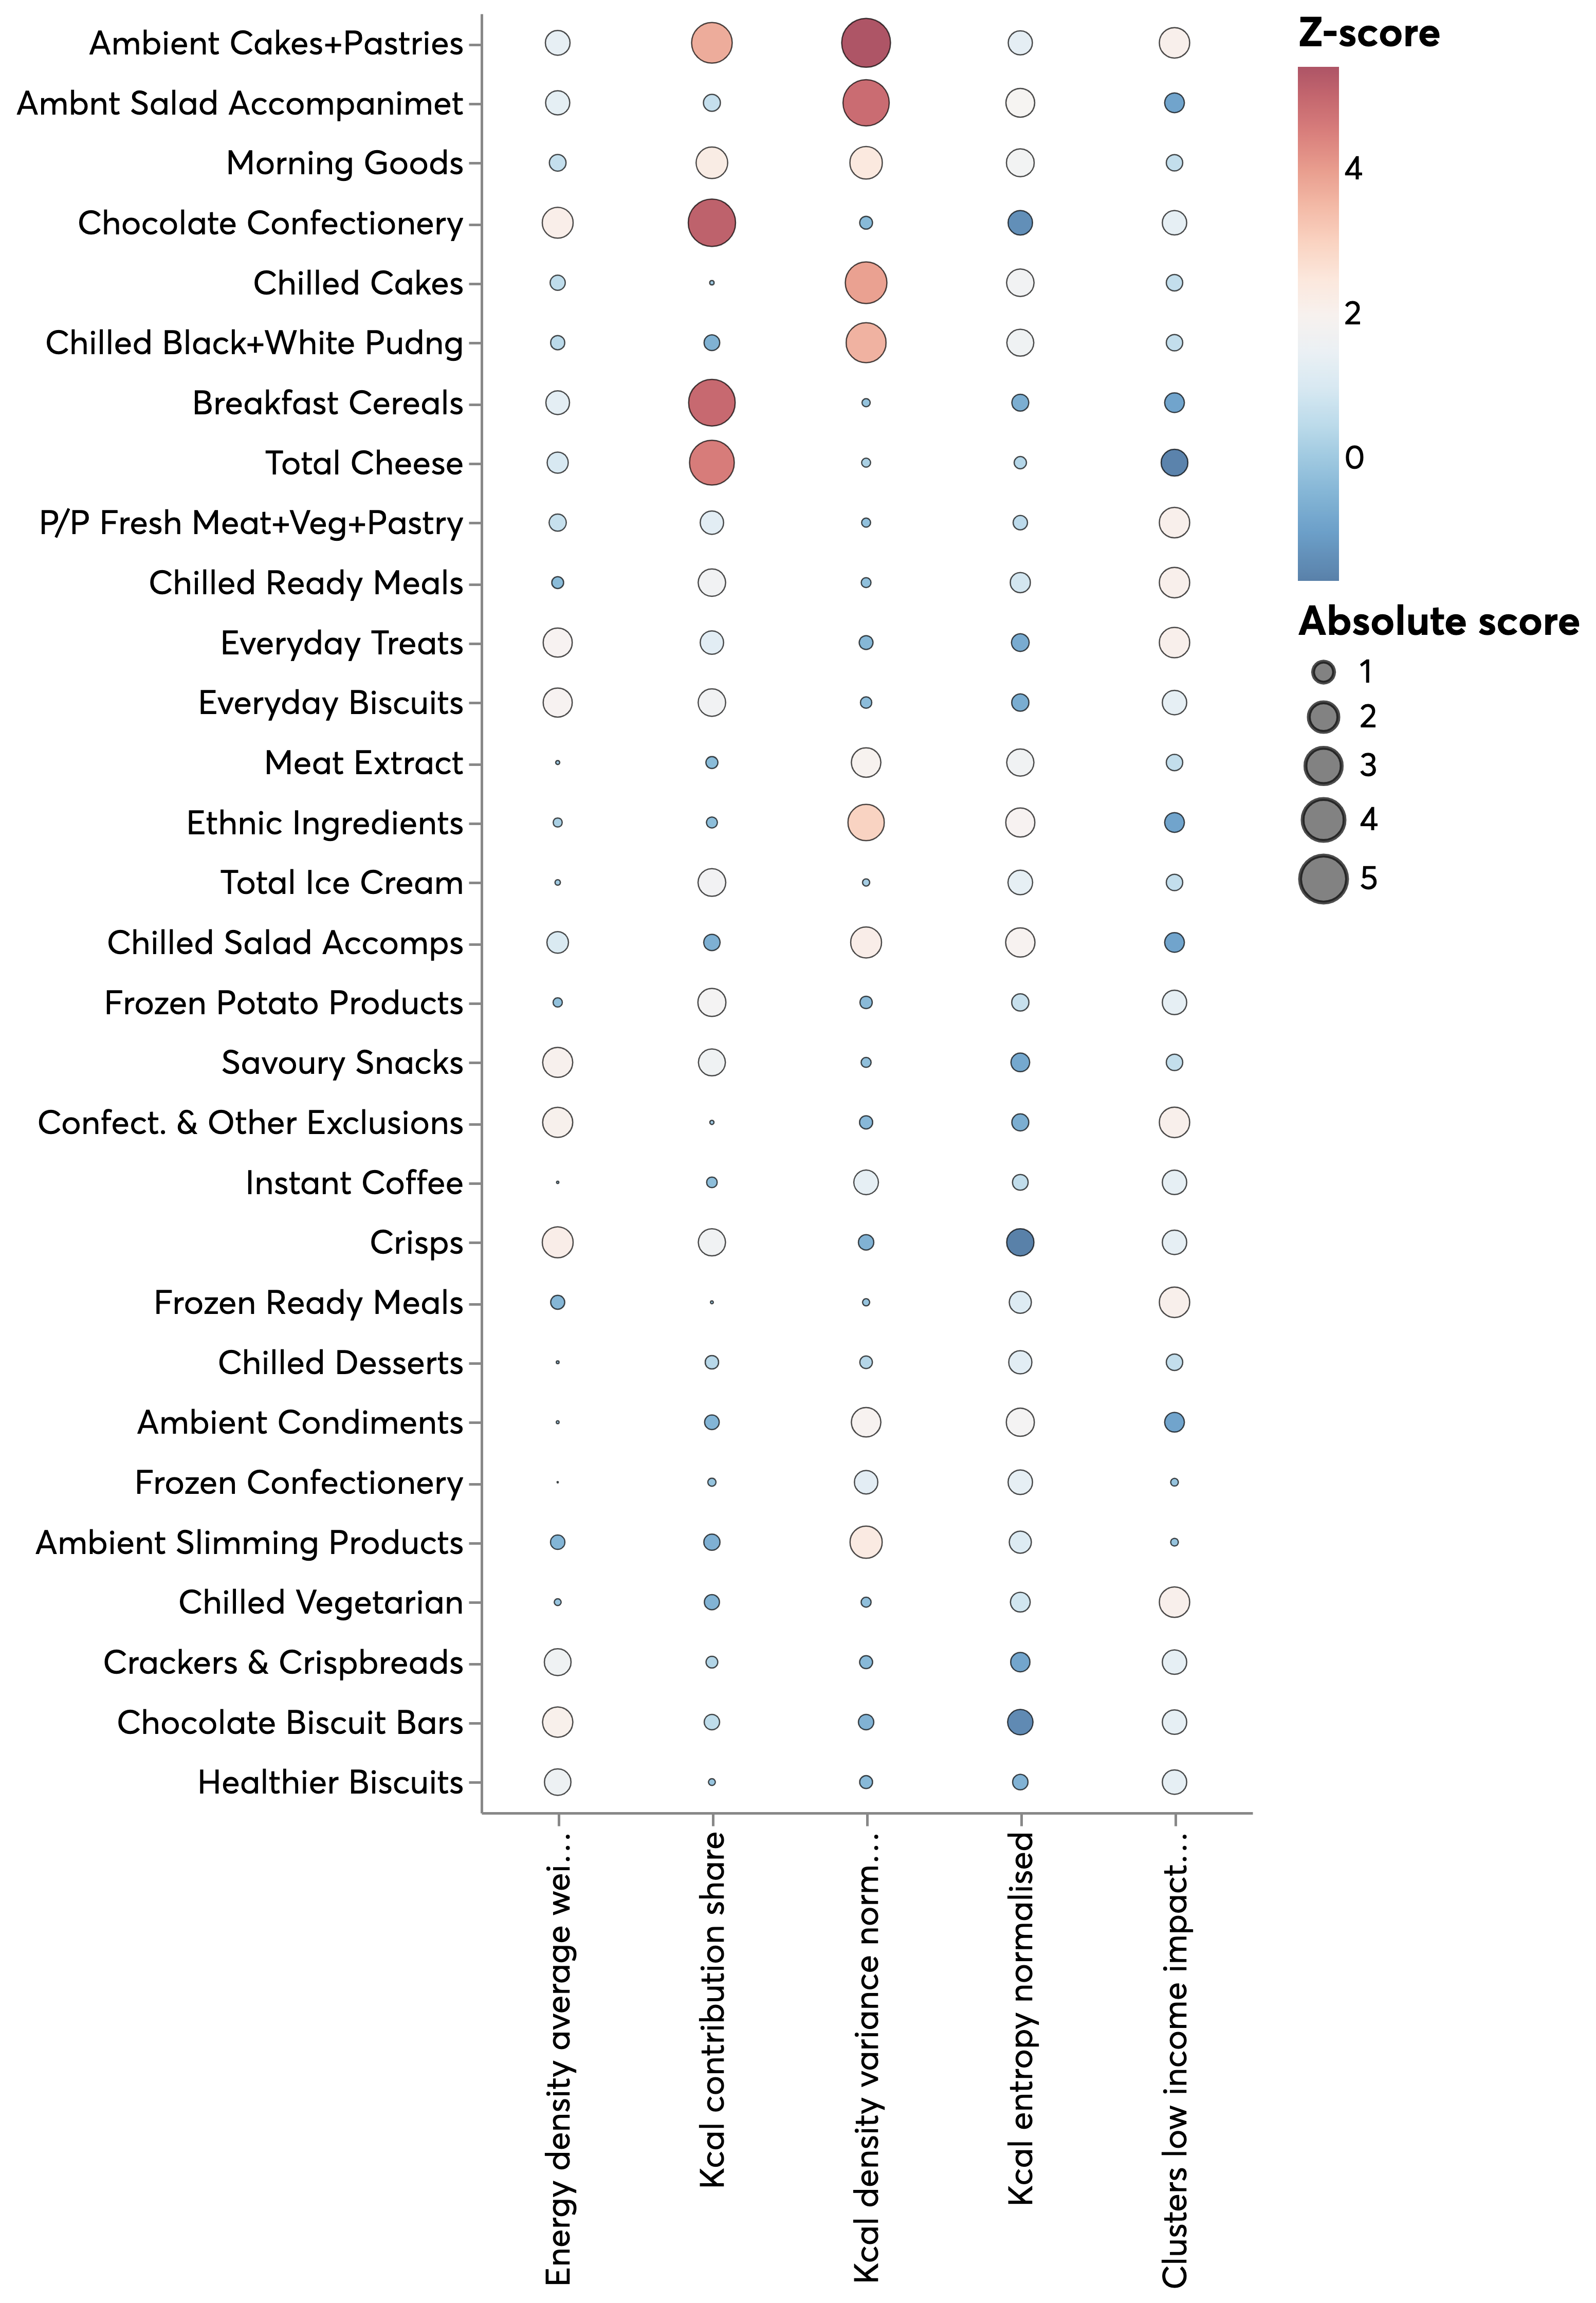 Ambient Cakes+Pastries
Ambnt Salad Accompanimet
Morning Goods
Chocolate Confectionery
Chilled Cakes
Chilled Black+White Pudng
Breakfast Cereals
Total Cheese
P/P Fresh Meat+Veg+Pastry
Chilled Ready Meals
Everyday Treats
Everyday Biscuits
Meat Extract
Ethnic Ingredients
Total Ice Cream
Chilled Salad Accomps
Frozen Potato Products
Savoury Snacks
Confect. & Other Exclusions
Instant Coffee
Crisps
Frozen Ready Meals
Chilled Desserts
Ambient Condiments
Frozen Confectionery
Ambient Slimming Products
Chilled Vegetarian
Crackers & Crispbreads
Chocolate Biscuit Bars
Healthier Biscuits
Energy density average wei...
Kcal contribution share
Kcal density variance norm...
Kcal entropy normalised
Clusters low income impact...
Z-score
4
2
0
Absolute score
1
2
3
4
5